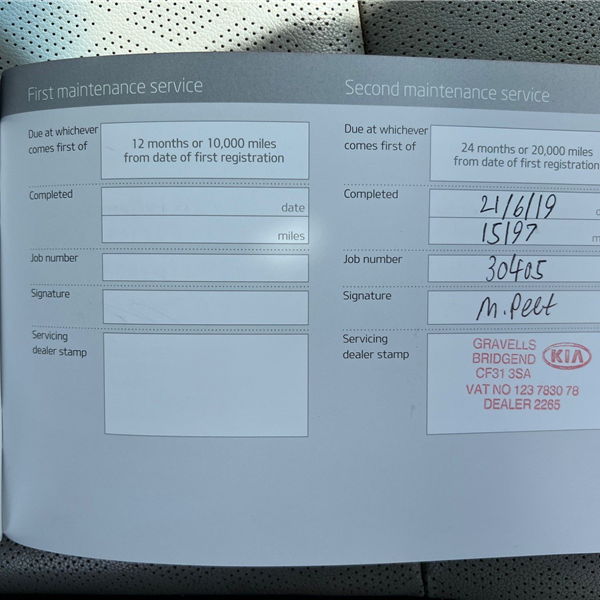 First maintenance service
Due at whichever
comes first of
12 months or 10,000 miles
from date of first registration
Completed
date
miles
Job number
Signature
Servicing
dealer stamp
Second maintenance service
Due at whichever
comes first of
24 months or 20,000 miles
from date of first registration
Completed
21/6/19
15197
m
Job number
30405
Signature
M. Pelt
Servicing
dealer stamp
GRAVELLS
BRIDGEND
KIA
CF31 3SA
VAT NO 123 7830 78
DEALER 2265